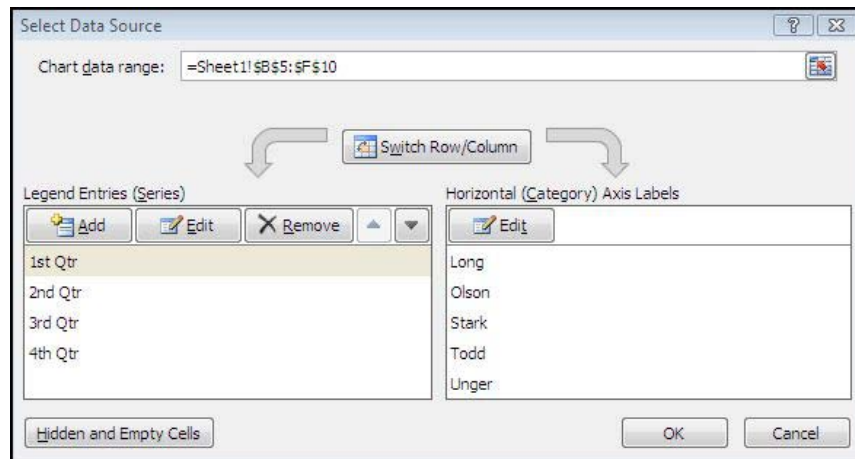 Select Data Source
Chart data range: =Sheet1!$B$5:$F$10
Switch Row/Column
Legend Entries (Series)
Add Edit Remove
1st Qtr
2nd Qtr
3rd Qtr
4th Qtr
Horizontal (Category) Axis Labels
Edit
Long
Olson
Stark
Todd
Unger
Hidden and Empty Cells
OK Cancel